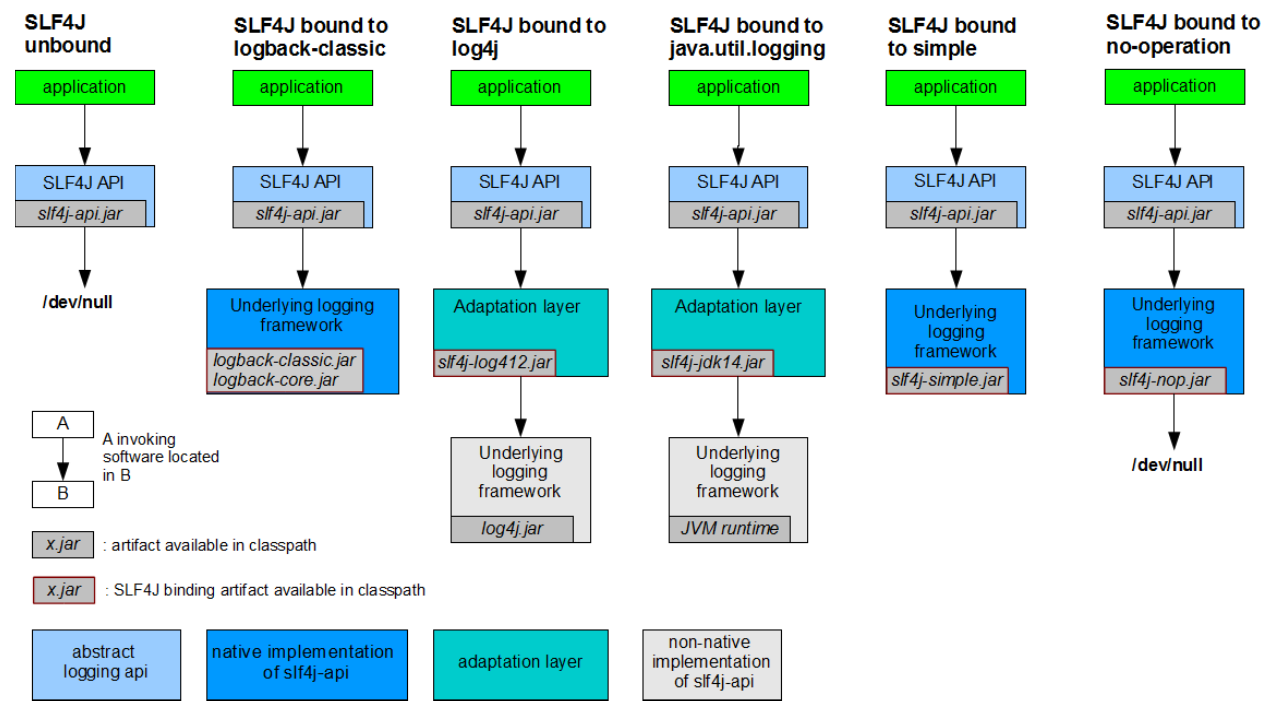 SLF4J
unbound
application
SLF4J API
slf4j-api.jar
/dev/null
SLF4J bound to
logback-classic
application
SLF4J API
slf4j-api.jar
Underlying logging
framework
logback-classic.jar
logback-core.jar
SLF4J bound to
log4j
application
SLF4J API
slf4j-api.jar
Adaptation layer
slf4j-log412.jar
Underlying
logging
framework
log4j.jar
SLF4J bound to
java.util.logging
application
SLF4J API
slf4j-api.jar
Adaptation layer
slf4j-jdk14.jar
Underlying
logging
framework
JVM runtime
SLF4J bound
to simple
application
SLF4J API
slf4j-api.jar
Underlying
logging
framework
slf4j-simple.jar
SLF4J bound to
no-operation
application
SLF4J API
slf4j-api.jar
Underlying
logging
framework
slf4j-nop.jar
/dev/null
A
B
A invoking
software located
in B
x.jar : artifact available in classpath
x.jar : SLF4J binding artifact available in classpath
abstract
logging api
native implementation
of slf4j-api
adaptation layer
non-native
implementation
of slf4j-api